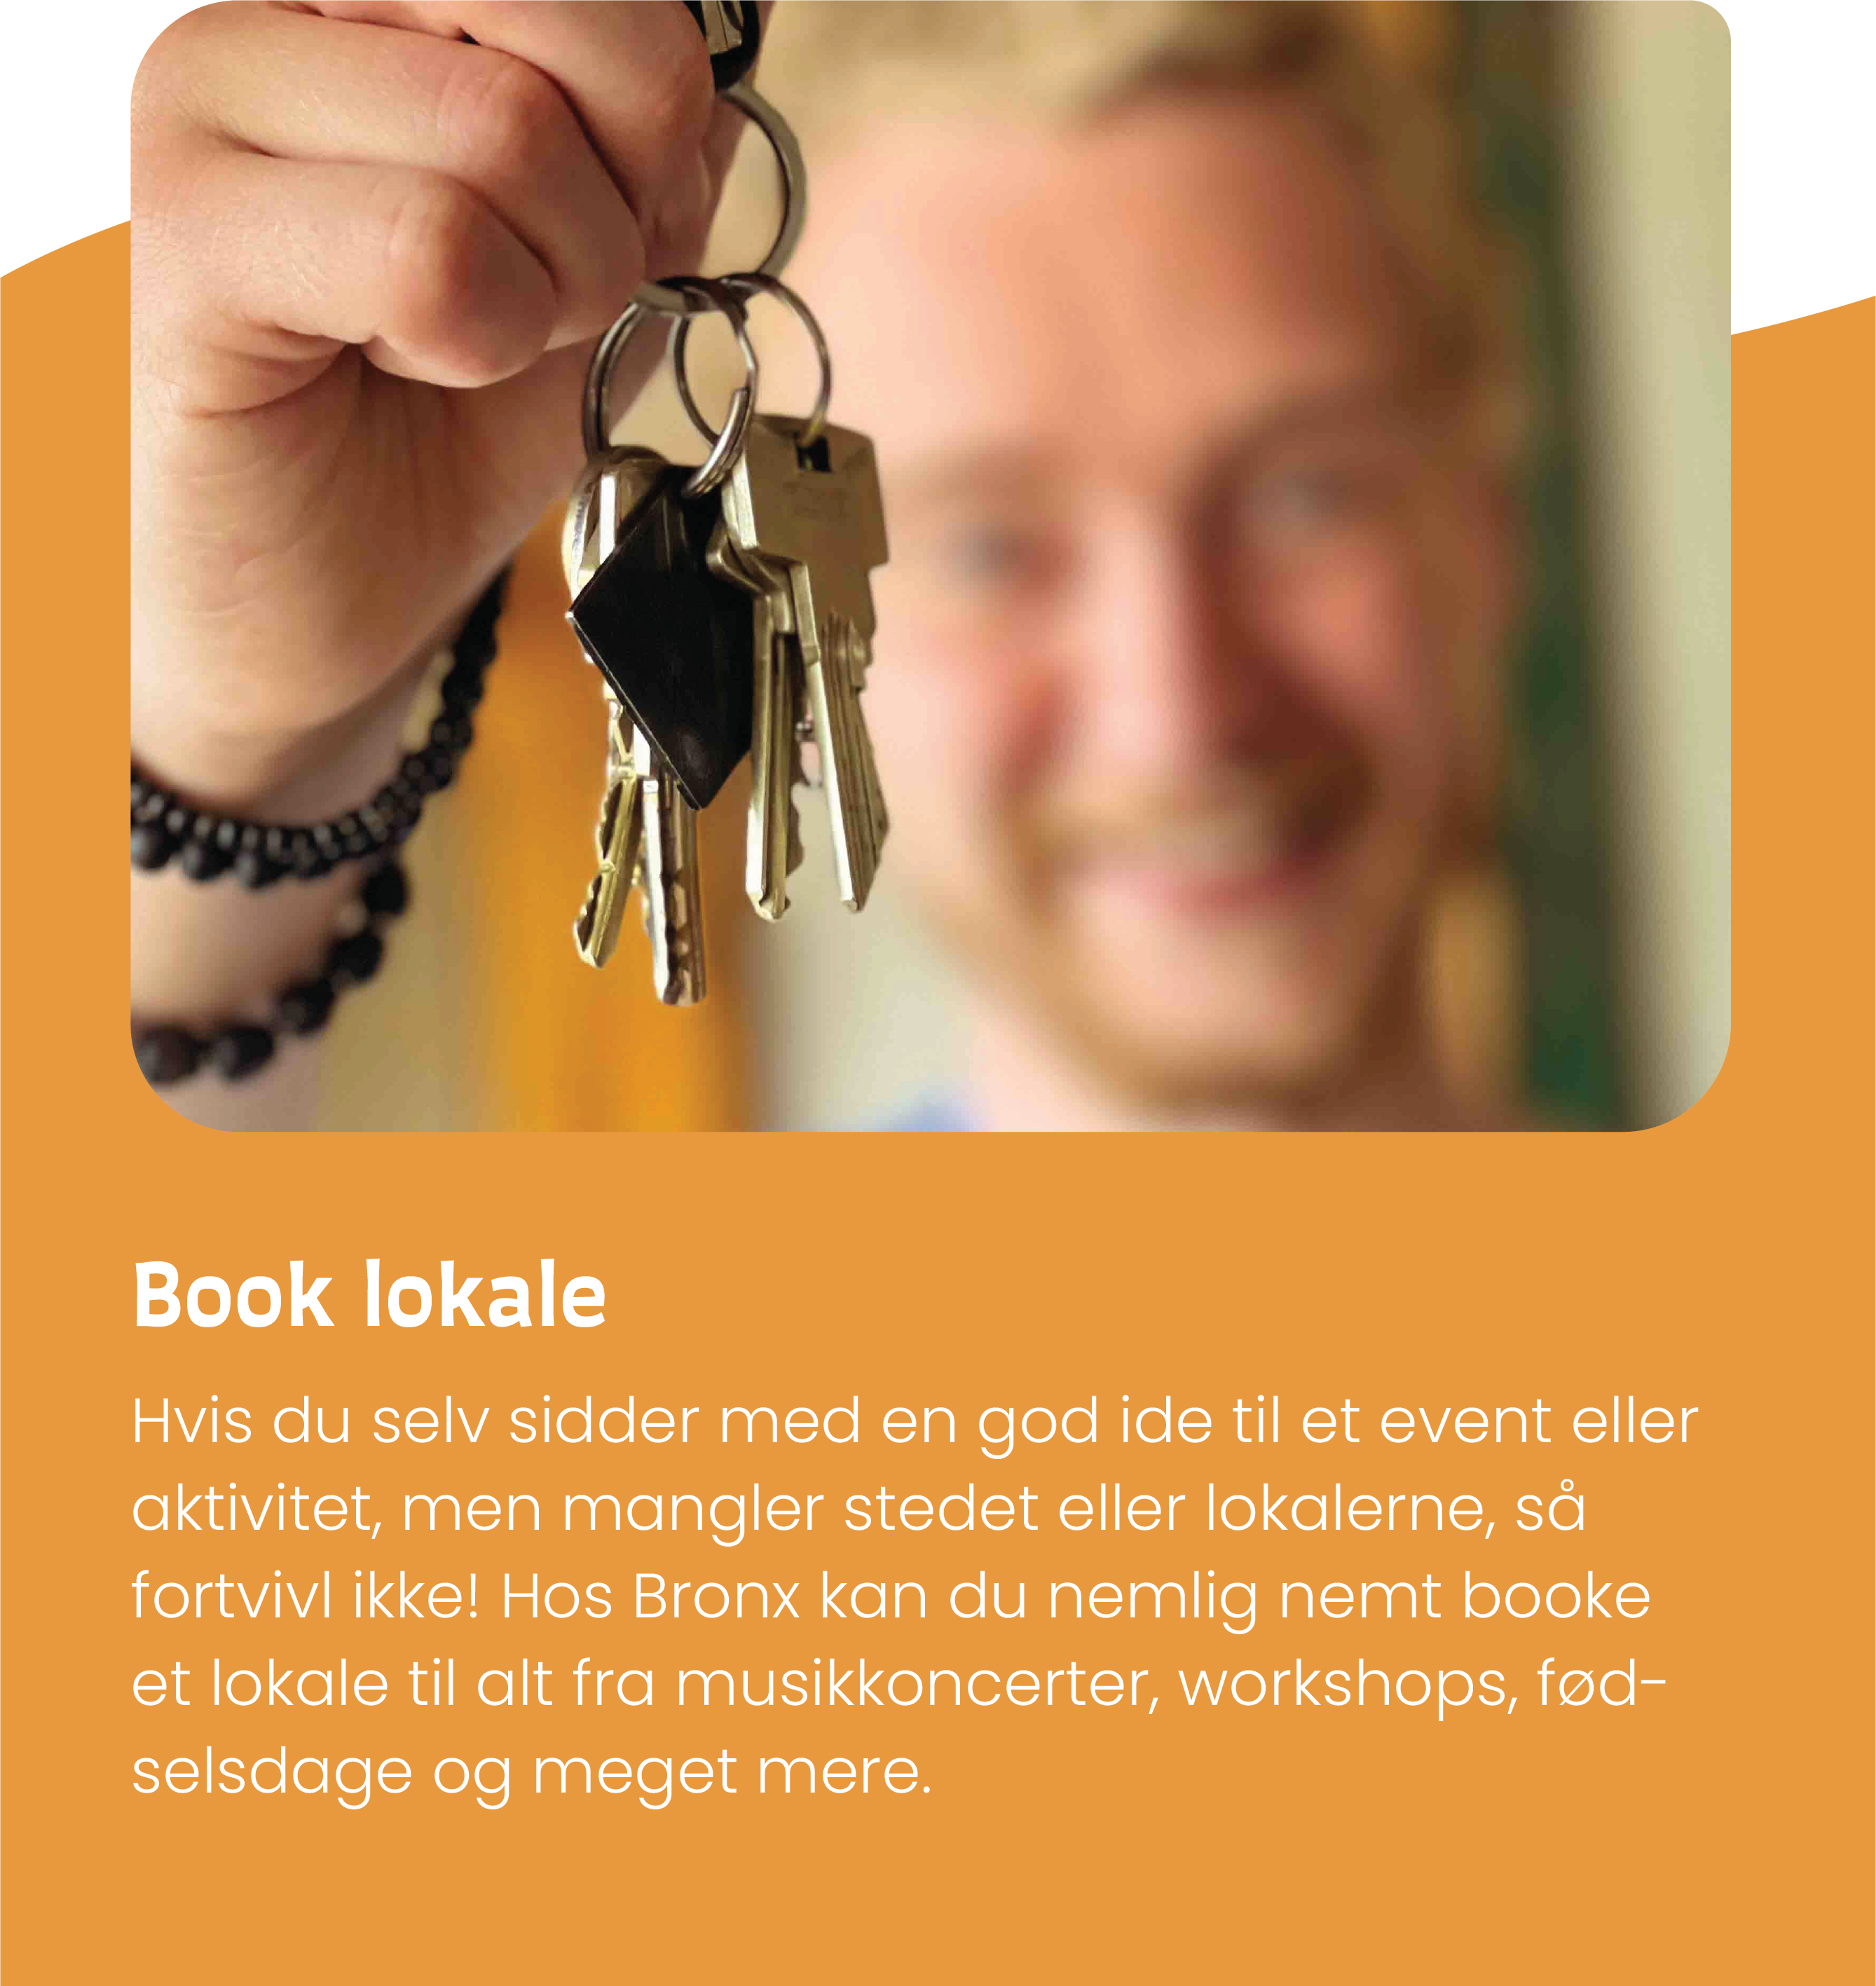 Book lokale
Hvis du selv sidder med en god ide til et event eller
aktivitet, men mangler stedet eller lokalerne, så
fortvivl ikke! Hos Bronx kan du nemlig nemt booke
et lokale til alt fra musikkoncerter, workshops, fød-
selsdage og meget mere.